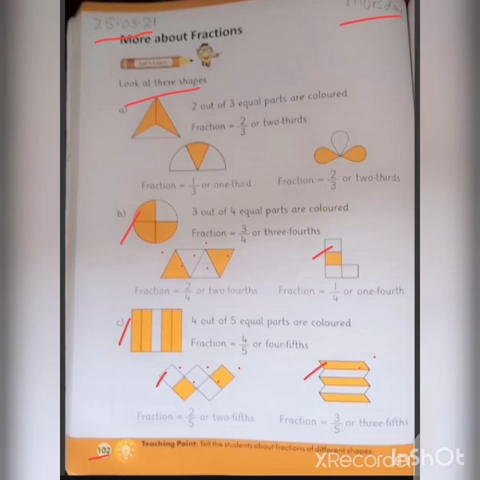 25-03-21
More about Fractions
Let's Learn
Look at these shapes
a) 2 out of 3 equal parts are coloured.
Fraction = 2/3 or two-thirds
Fraction = 1/3 or one-third
Fraction = 2/3 or two-thirds
b) 3 out of 4 equal parts are coloured.
Fraction = 3/4 or three-fourths
Fraction = 2/4 or two-fourths
Fraction = 1/4 or one-fourth
c) 4 out of 5 equal parts are coloured.
Fraction = 4/5 or four-fifths
Fraction = 2/5 or two-fifths
Fraction = 3/5 or three-fifths
102
Teaching Point: Tell the students about fractions of different shapes.
XRecorder
InShOt